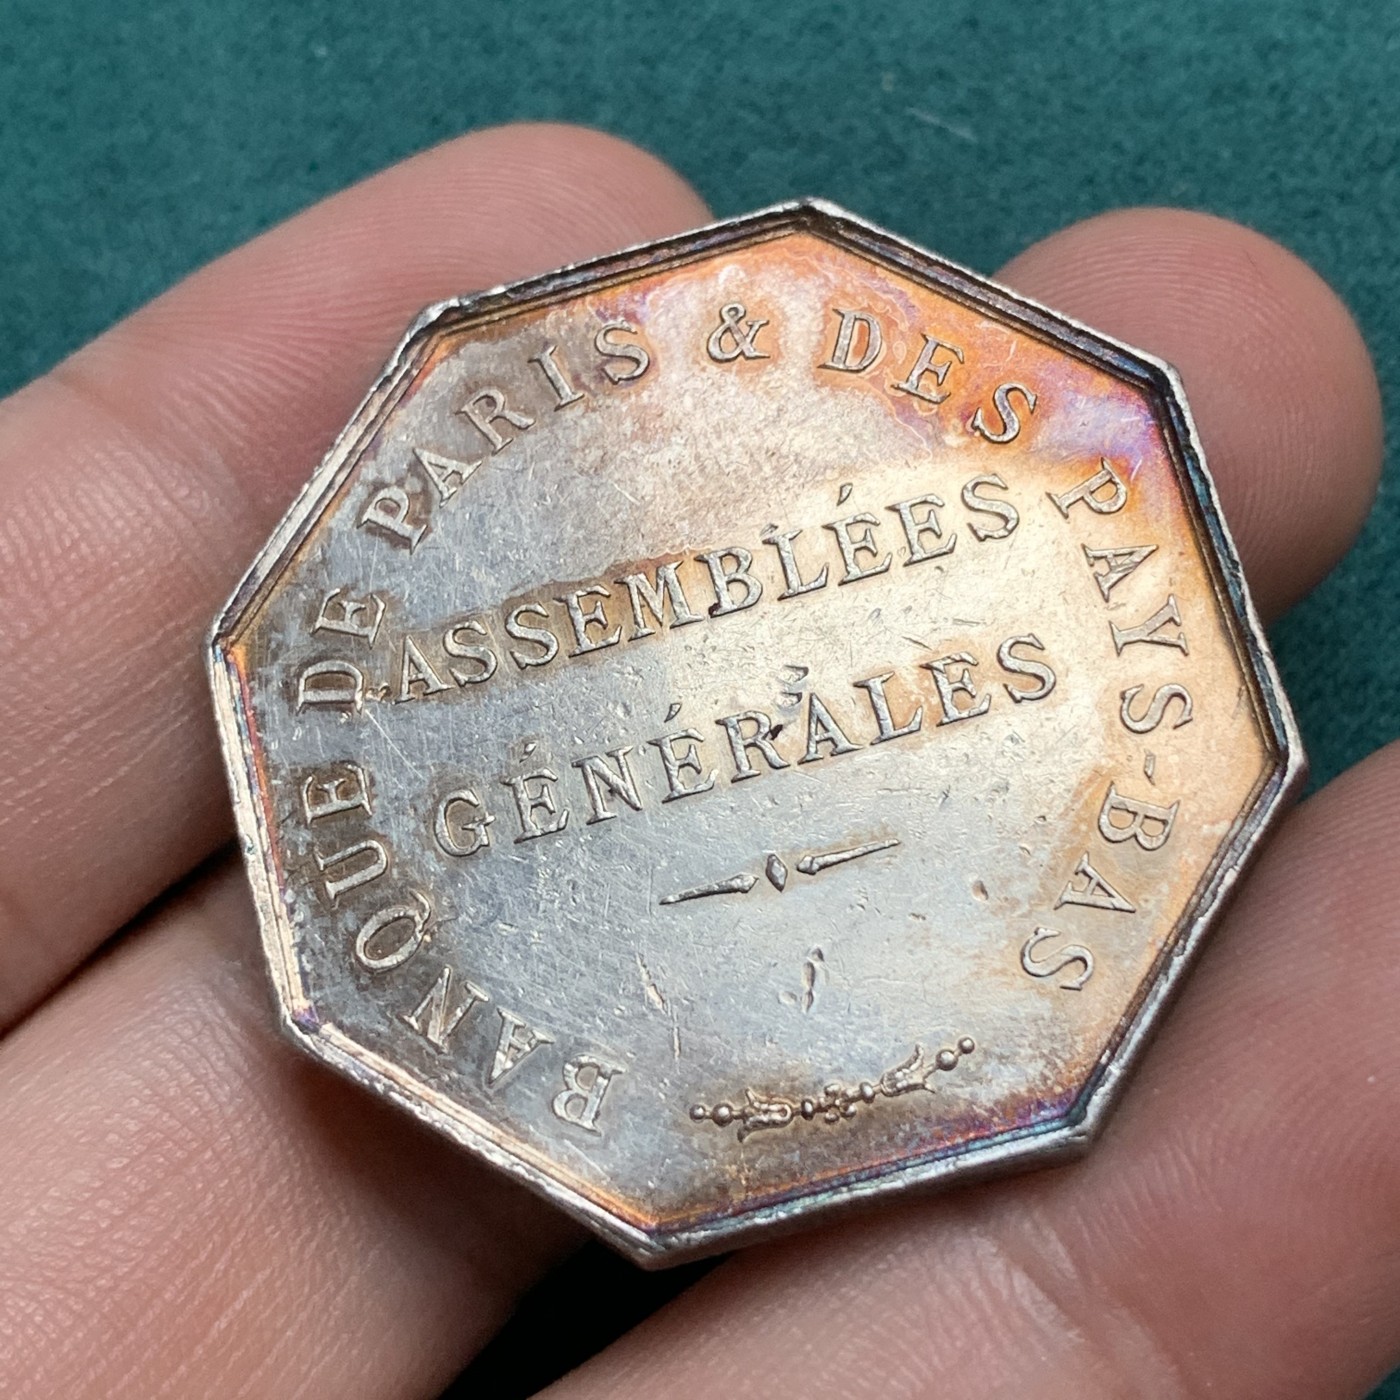 BANQUE DE PARIS & DES PAYS-BAS
ASSEMBLÉES
GÉNÉRALES